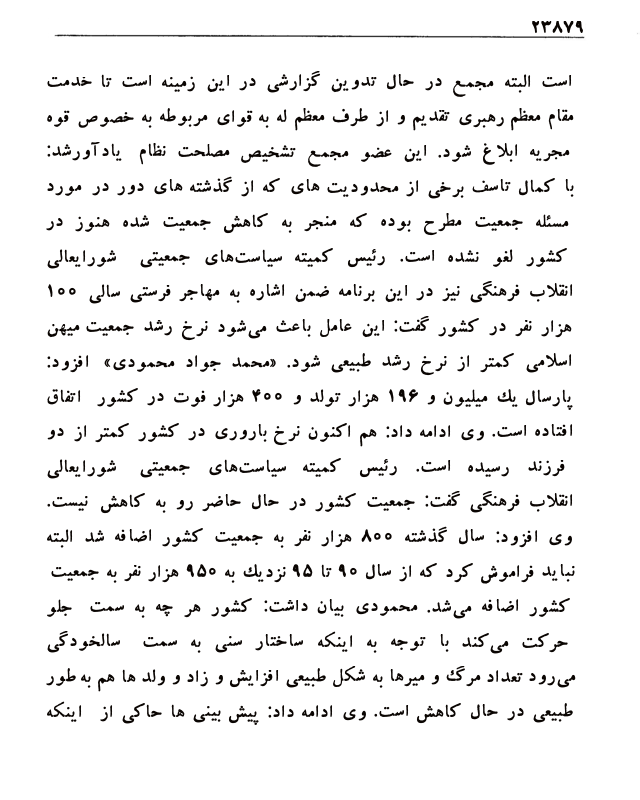 ۲۳۸۷۹
است البته مجمع در حال تدوین گزارشی در این زمینه است تا خدمت
مقام معظم رهبری تقدیم و از طرف معظم له به قوای مربوطه به خصوص قوه
مجریه ابلاغ شود. این عضو مجمع تشخیص مصلحت نظام یادآورشد:
با کمال تاسف برخی از محدودیت های که از گذشته های دور در مورد
مسئله جمعیت مطرح بوده که منجر به کاهش جمعیت شده هنوز در
کشور لغو نشده است. رئیس کمیته سیاست‌های جمعیتی شورایعالی
انقلاب فرهنگی نیز در این برنامه ضمن اشاره به مهاجر فرستی سالی ۱۰۰
هزار نفر در کشور گفت: این عامل باعث می‌شود نرخ رشد جمعیت میهن
اسلامی کمتر از نرخ رشد طبیعی شود. «محمد جواد محمودی» افزود:
پارسال یك میلیون و ۱۹۶ هزار تولد و ۴۰۰ هزار فوت در کشور اتفاق
افتاده است. وی ادامه داد: هم اکنون نرخ باروری در کشور کمتر از دو
فرزند رسیده است. رئیس کمیته سیاست‌های جمعیتی شورایعالی
انقلاب فرهنگی گفت: جمعیت کشور در حال حاضر رو به کاهش نیست.
وی افزود: سال گذشته ۸۰۰ هزار نفر به جمعیت کشور اضافه شد البته
نباید فراموش کرد که از سال ۹۰ تا ۹۵ نزدیك به ۹۵۰ هزار نفر به جمعیت
کشور اضافه می‌شد. محمودی بیان داشت: کشور هر چه به سمت جلو
حرکت می‌کند با توجه به اینکه ساختار سنی به سمت سالخودگی
می‌رود تعداد مرگ و میرها به شکل طبیعی افزایش و زاد و ولد ها هم به طور
طبیعی در حال کاهش است. وی ادامه داد: پیش بینی ها حاکی از اینکه